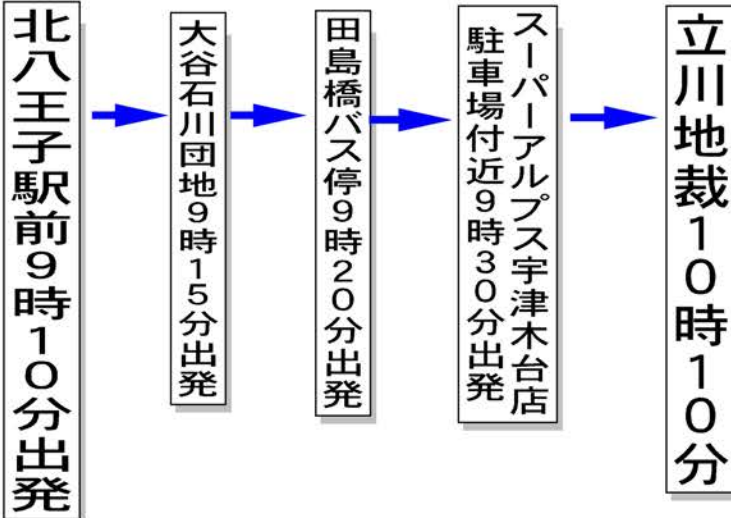 北八王子駅前9時10分出発
大谷石川団地9時15分出発
田島橋バス停9時20分出発
スーパーアルプス宇津木台店
駐車場付近9時30分出発
立川地裁10時10分